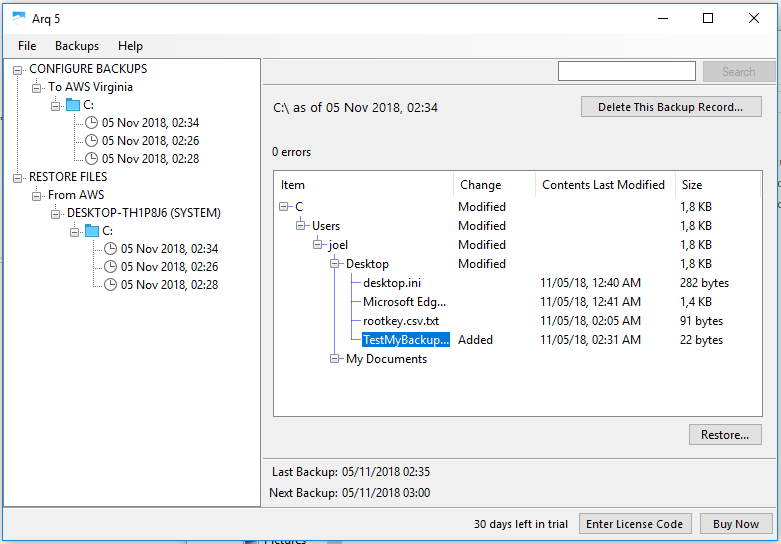 Arq 5
File Backups Help
CONFIGURE BACKUPS
To AWS Virginia
C:
05 Nov 2018, 02:34
05 Nov 2018, 02:26
05 Nov 2018, 02:28
RESTORE FILES
From AWS
DESKTOP-TH1P8J6 (SYSTEM)
C:
05 Nov 2018, 02:34
05 Nov 2018, 02:26
05 Nov 2018, 02:28
Search
C:\ as of 05 Nov 2018, 02:34
Delete This Backup Record...
0 errors
Item Change Contents Last Modified Size
C Modified 1,8 KB
Users Modified 1,8 KB
joel Modified 1,8 KB
Desktop Modified 1,8 KB
desktop.ini 11/05/18, 12:40 AM 282 bytes
Microsoft Edg... 11/05/18, 12:41 AM 1,4 KB
rootkey.csv.txt 11/05/18, 02:05 AM 91 bytes
TestMyBackup... Added 11/05/18, 02:31 AM 22 bytes
My Documents
Restore...
Last Backup: 05/11/2018 02:35
Next Backup: 05/11/2018 03:00
30 days left in trial Enter License Code Buy Now
Pictures